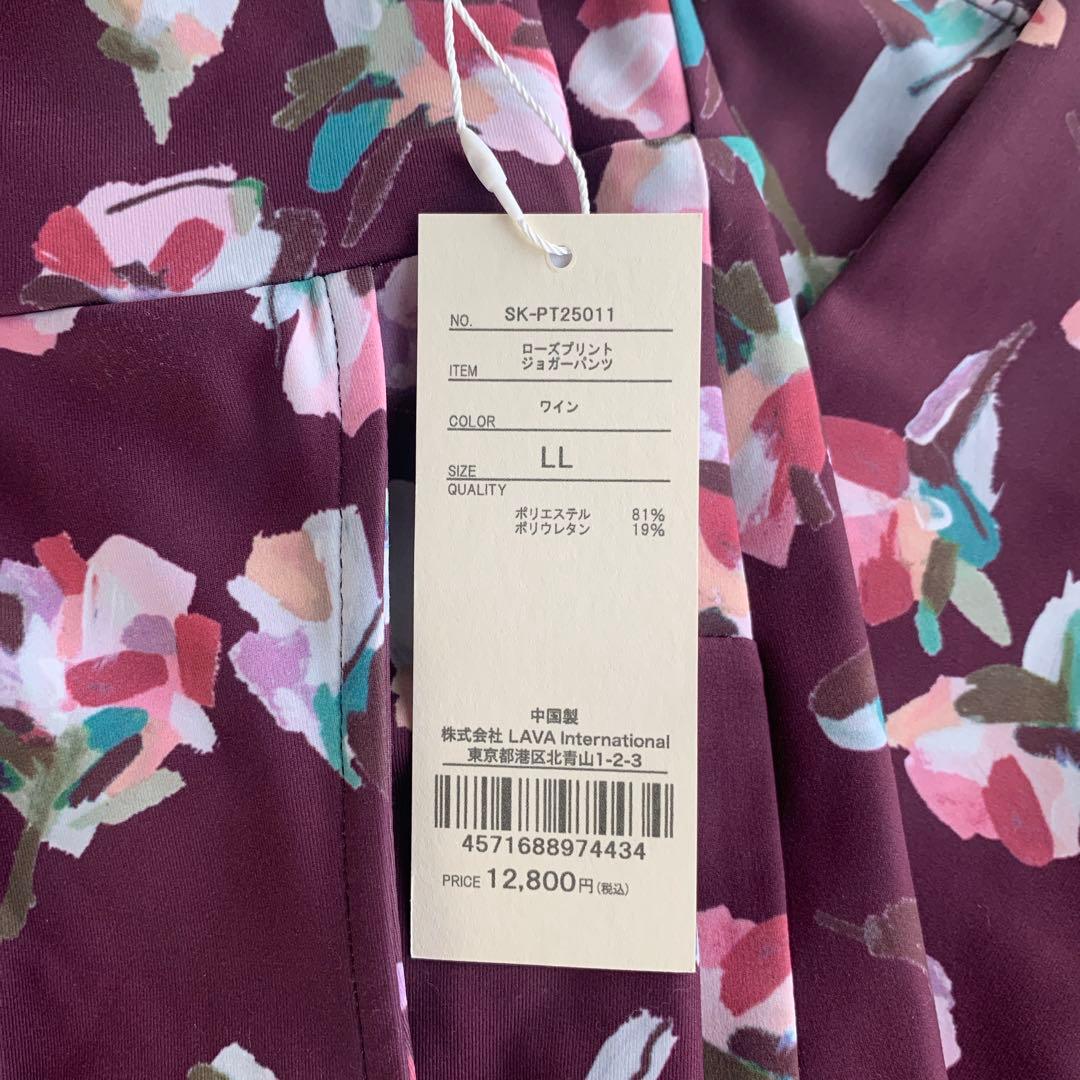 NO. SK-PT25011
ローズプリント
ITEM ジョガーパンツ
COLOR ワイン
SIZE LL
QUALITY
ポリエステル 81%
ポリウレタン 19%
中国製
株式会社 LAVA International
東京都港区北青山1-2-3
4571688974434
PRICE 12,800円(税込)